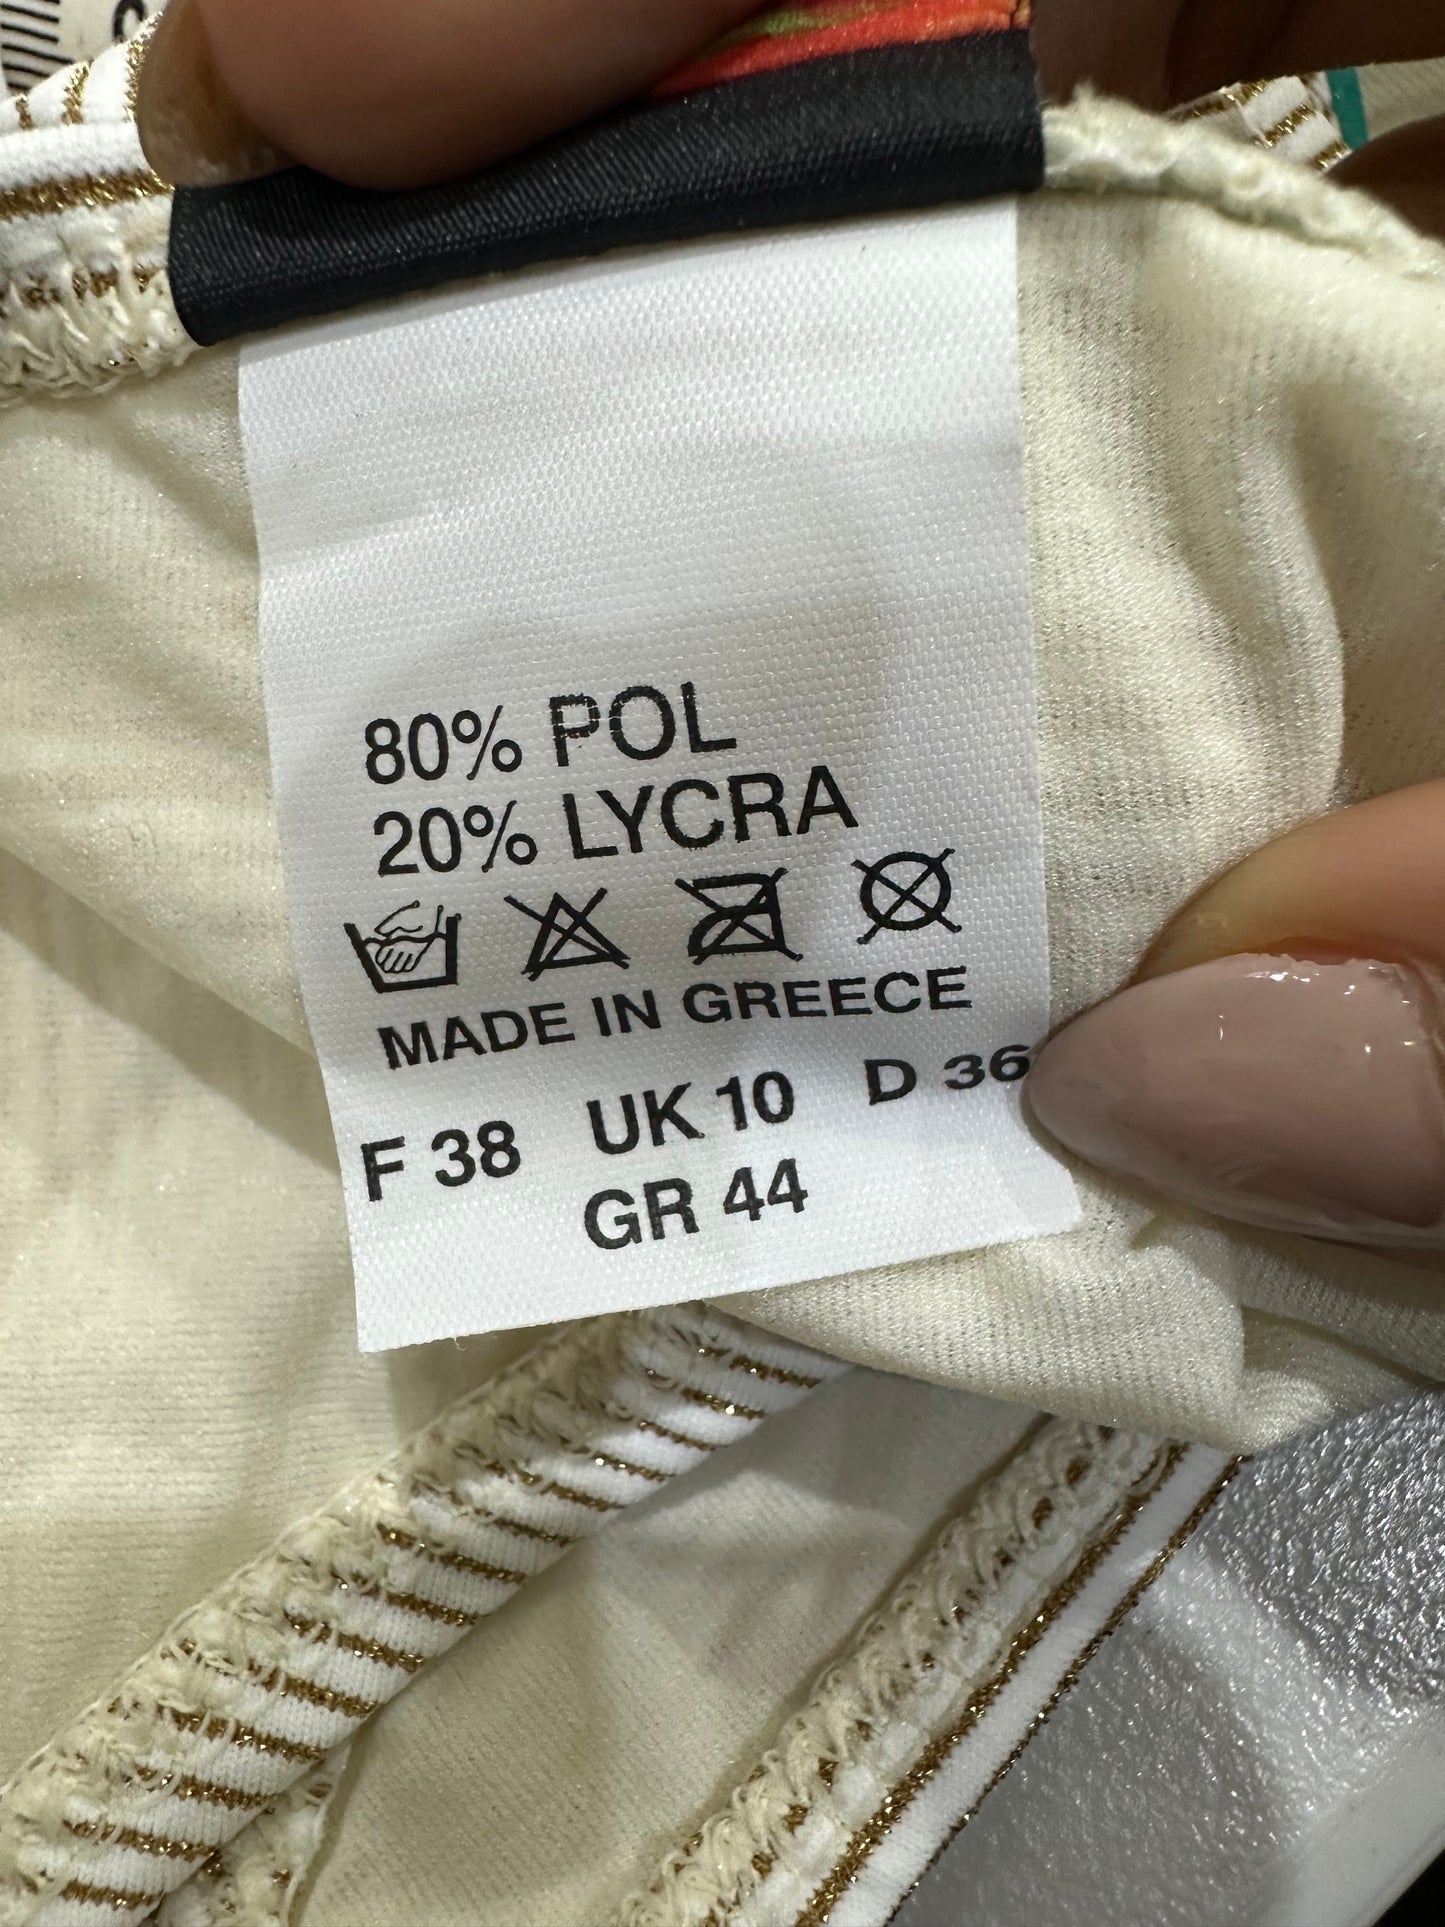 80% POL
20% LYCRA
MADE IN GREECE
F 38 UK 10 D 36
GR 44